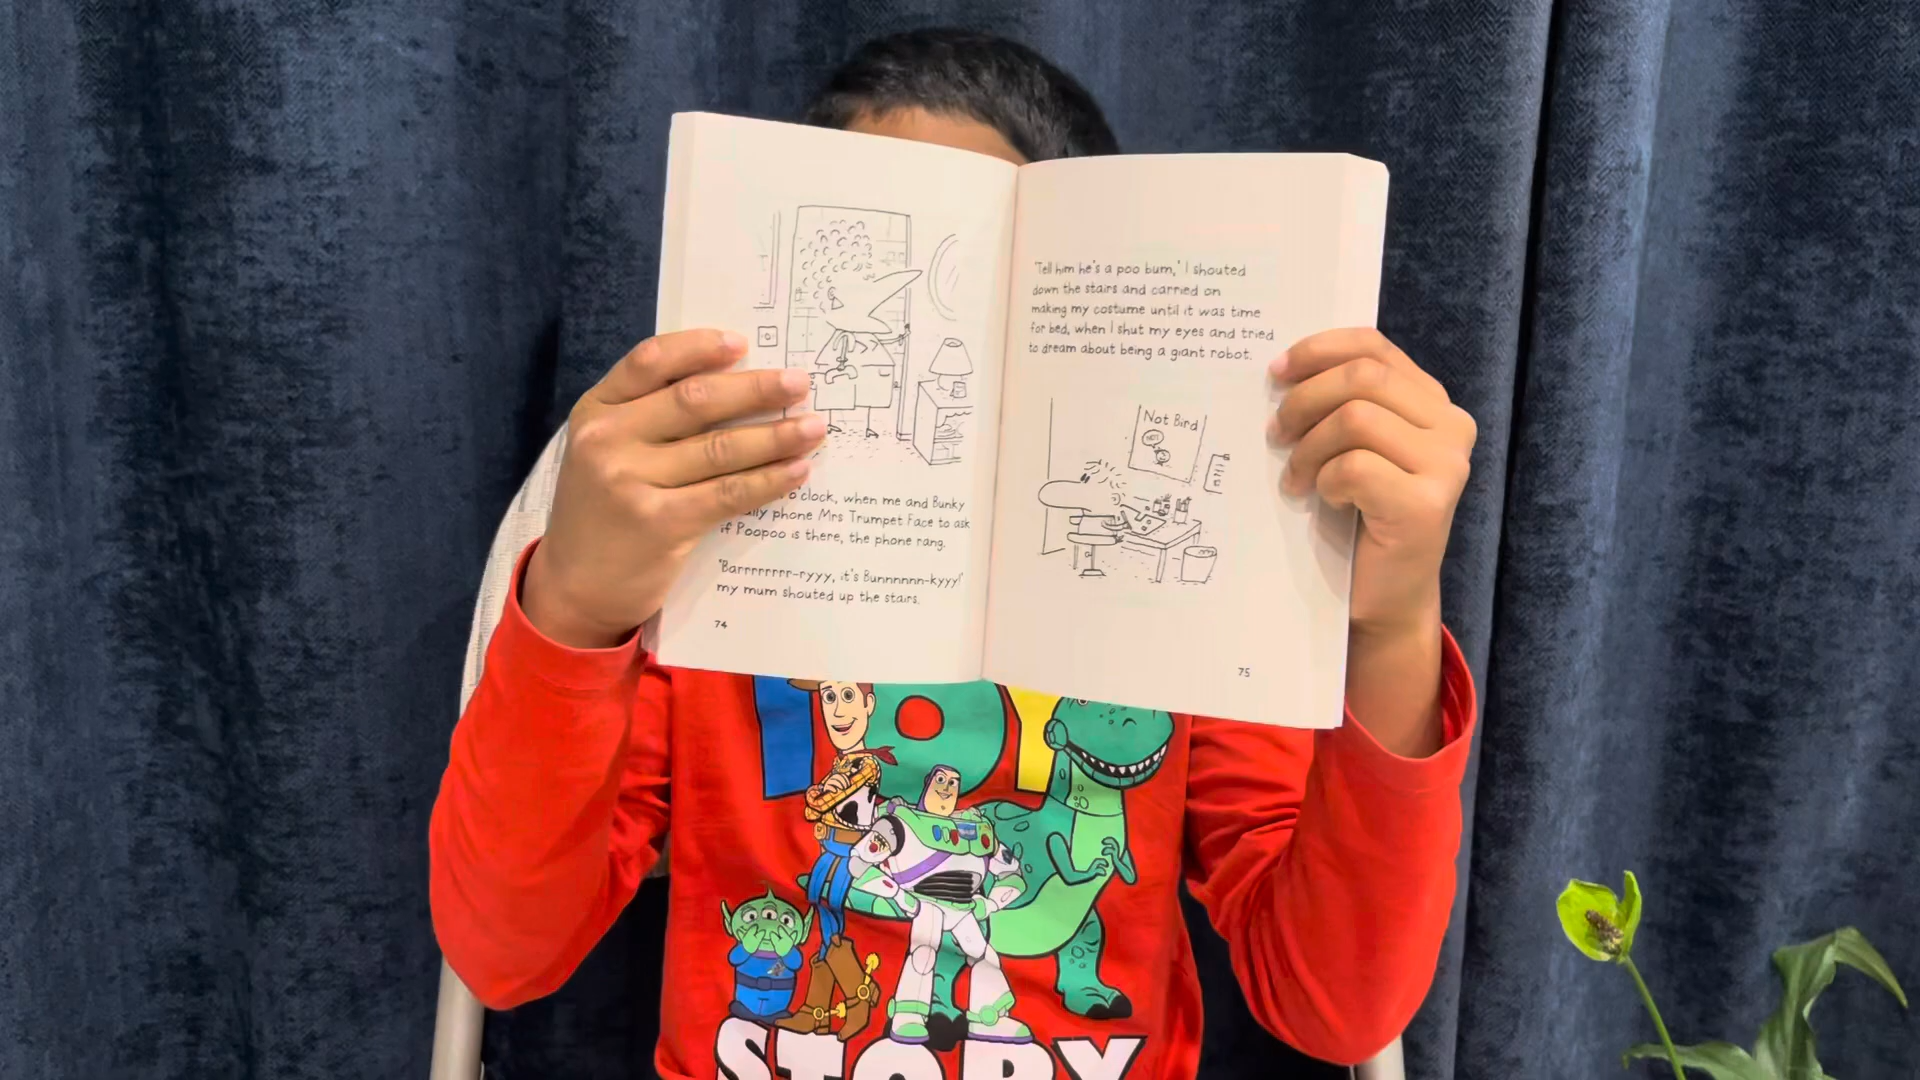 o'clock, when me and Bunky
phone Mrs Trumpet Face to ask
if Poopoo is there, the phone rang.
'Barrrrrrrr-ryyy, it's Bunnnnnn-kyyy!'
my mum shouted up the stairs.
74
'Tell him he's a poo bum,' I shouted
down the stairs and carried on
making my costume until it was time
for bed, when I shut my eyes and tried
to dream about being a giant robot.
Not Bird
NOT!
75
TOY
STORY